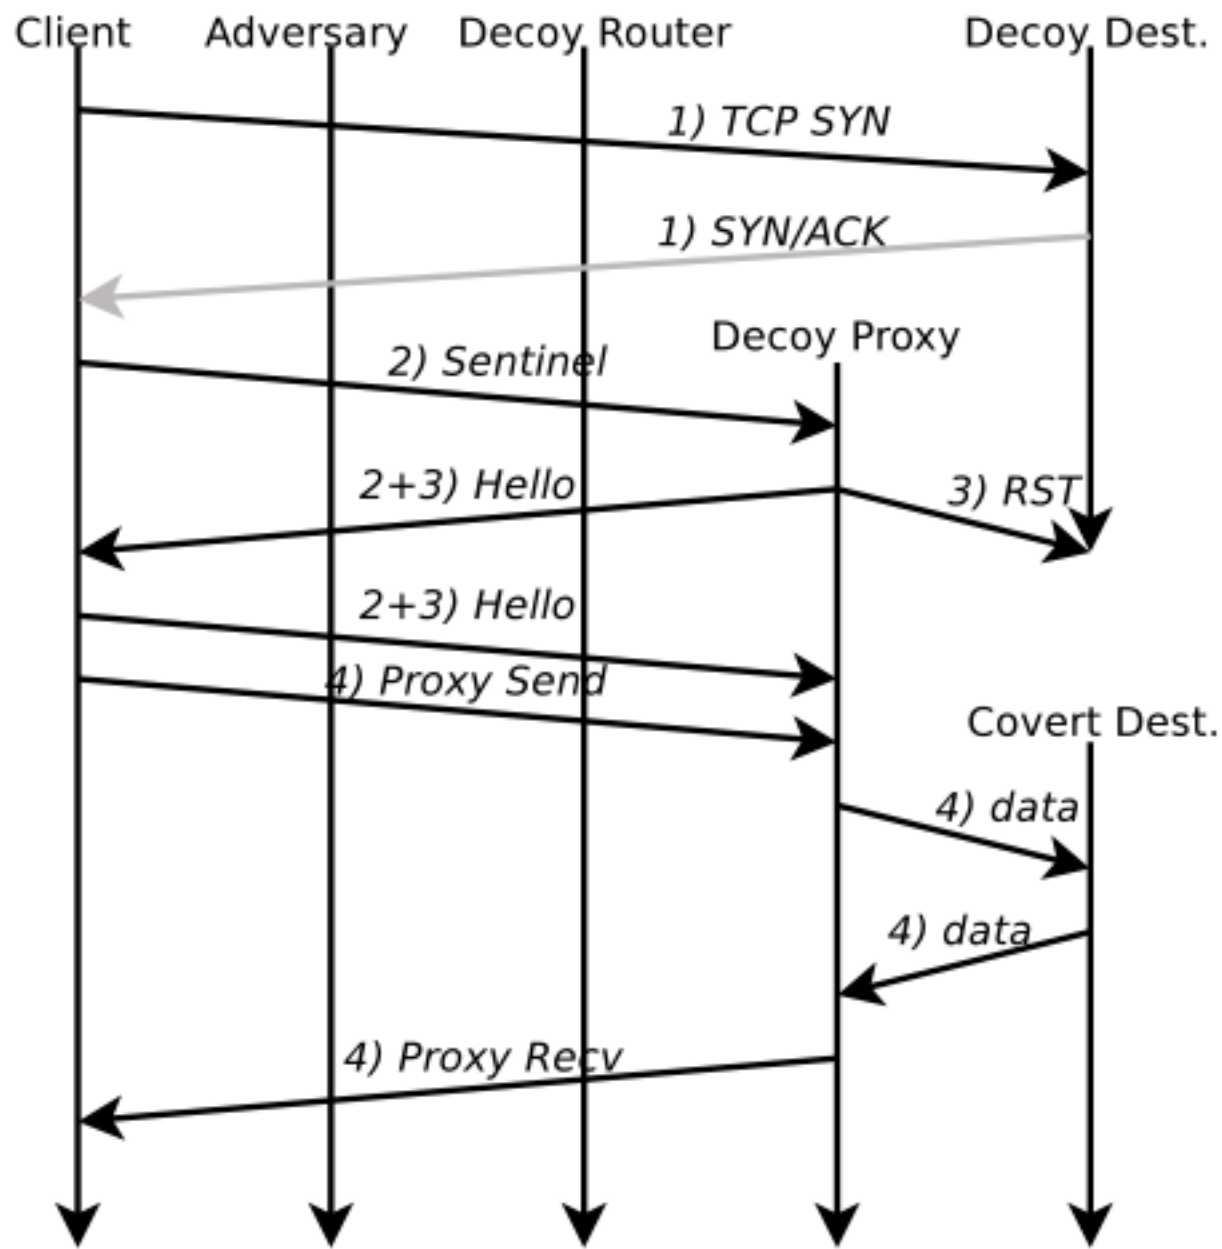 Client Adversary Decoy Router Decoy Dest.
1) TCP SYN
1) SYN/ACK
Decoy Proxy
2) Sentinel
2+3) Hello
3) RST
2+3) Hello
4) Proxy Send
Covert Dest.
4) data
4) data
4) Proxy Recv